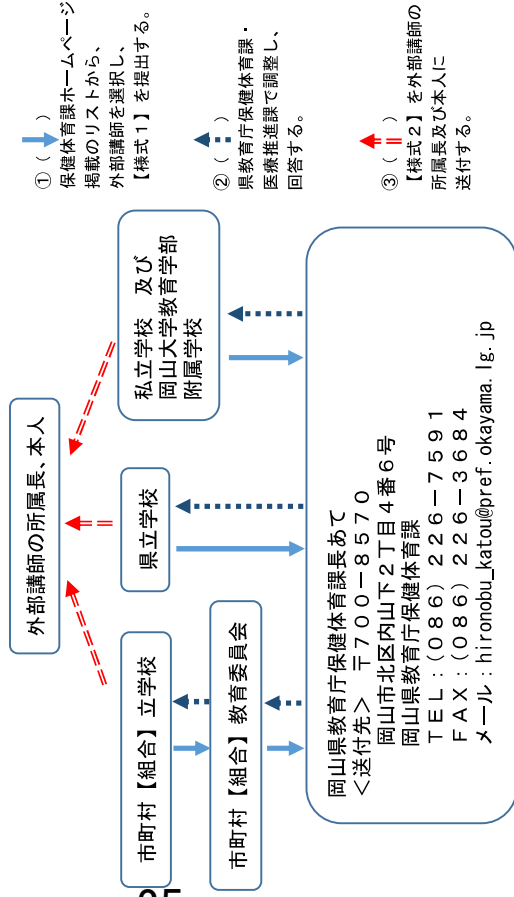 外部講師の所属長、本人
市町村【組合】立学校
県立学校
私立学校　及び
岡山大学教育学部
附属学校
市町村【組合】教育委員会
岡山県教育庁保健体育課長あて
＜送付先＞　〒７００－８５７０
岡山市北区内山下２丁目４番６号
岡山県教育庁保健体育課
ＴＥＬ：(０８６) ２２６－７５９１
ＦＡＸ：(０８６) ２２６－３６８４
メール：hironobu_katou@pref.okayama.lg.jp
①（　　）
保健体育課ホームページ
掲載のリストから、
外部講師を選択し、
【様式１】を提出する。
②（　　）
県教育庁保健体育課・
医療推進課で調整し、
回答する。
③（　　）
【様式２】を外部講師の
所属長及び本人に
送付する。